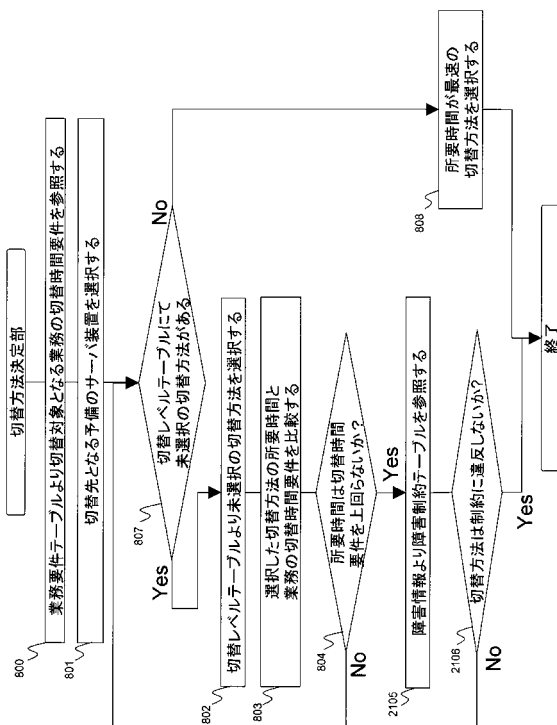 切替方法決定部
業務要件テーブルより切替対象となる業務の切替時間要件を参照する
800
切替先となる予備のサーバ装置を選択する
801
切替レベルテーブルにて
未選択の切替方法がある
807
No
Yes
切替レベルテーブルより未選択の切替方法を選択する
802
選択した切替方法の所要時間と
業務の切替時間要件を比較する
803
所要時間は切替時間
要件を上回らないか?
804
No
Yes
障害情報より障害制約テーブルを参照する
2105
切替方法は制約に違反しないか?
2106
No
Yes
所要時間が最速の
切替方法を選択する
808
終了